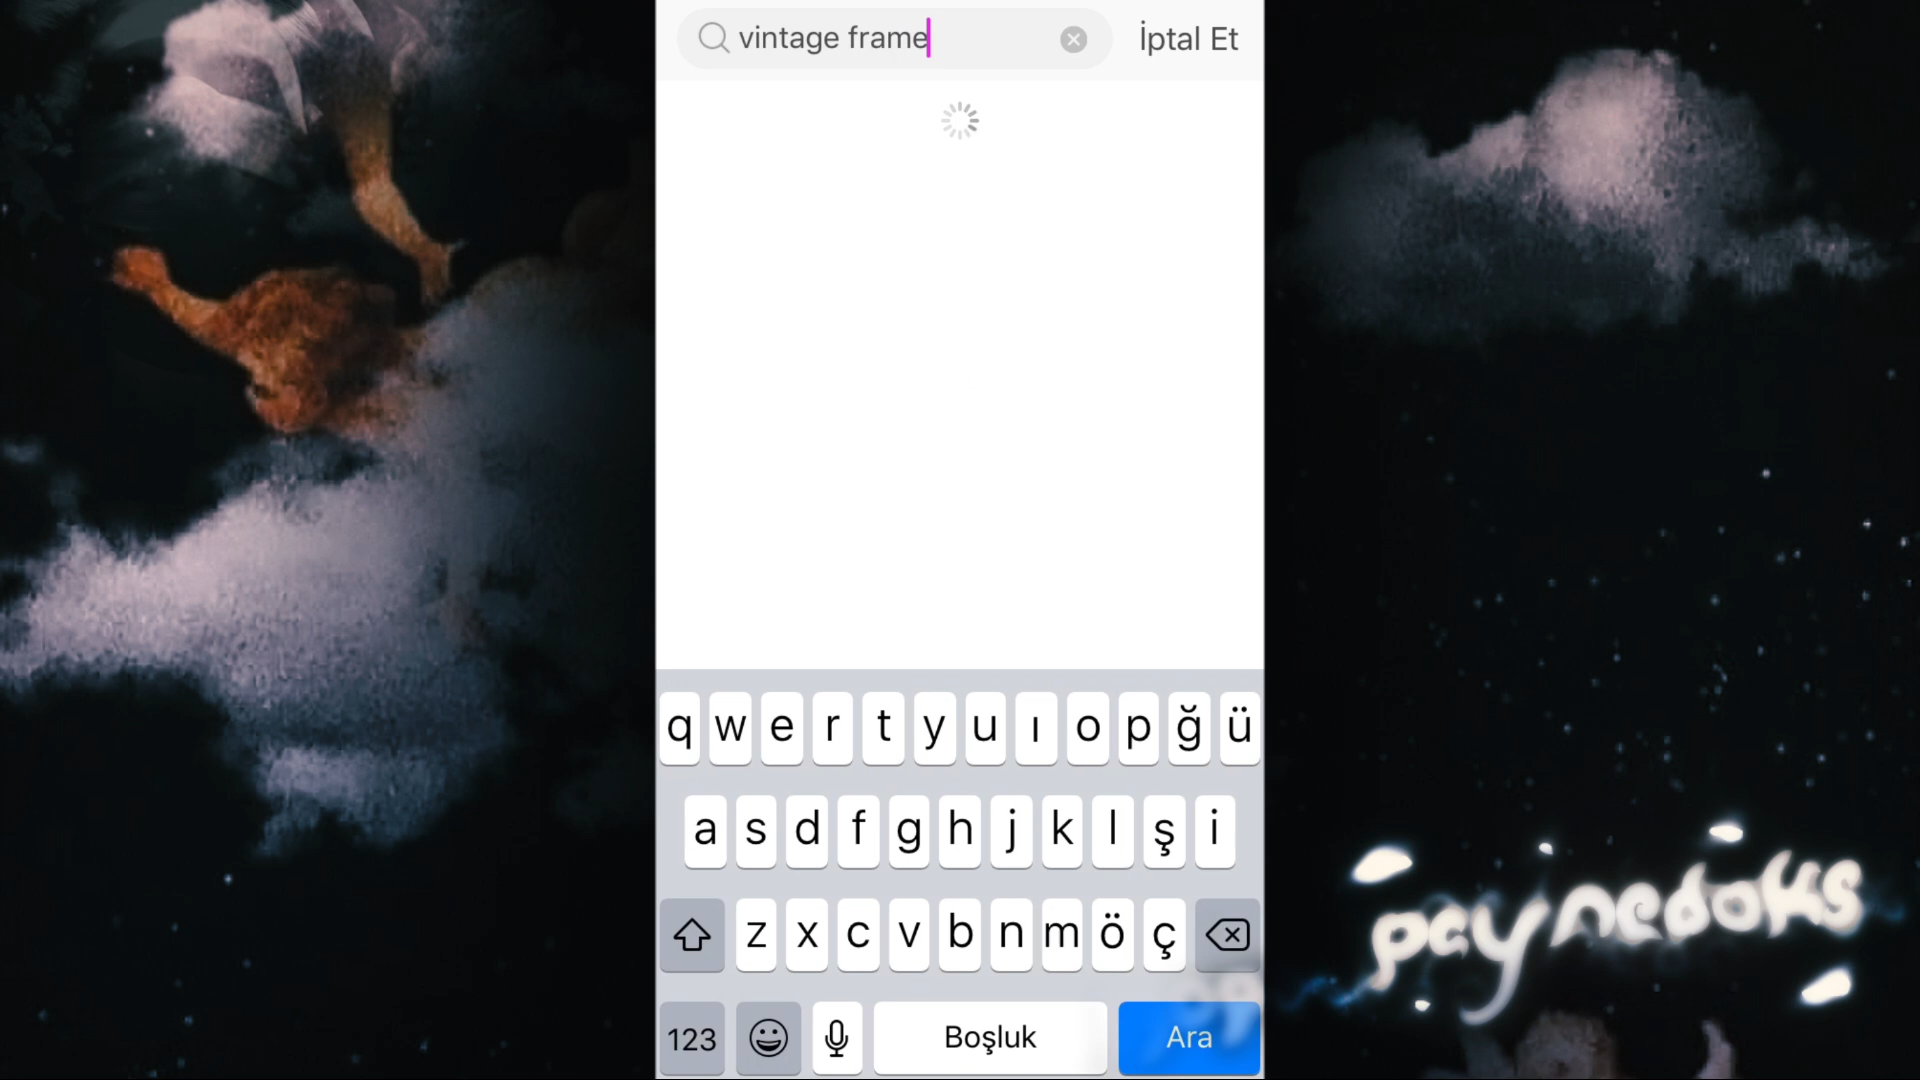 vintage frame
İptal Et
q w e r t y u ı o p ğ ü
a s d f g h j k l ş i
z x c v b n m ö ç
123 Boşluk Ara
paynedoks